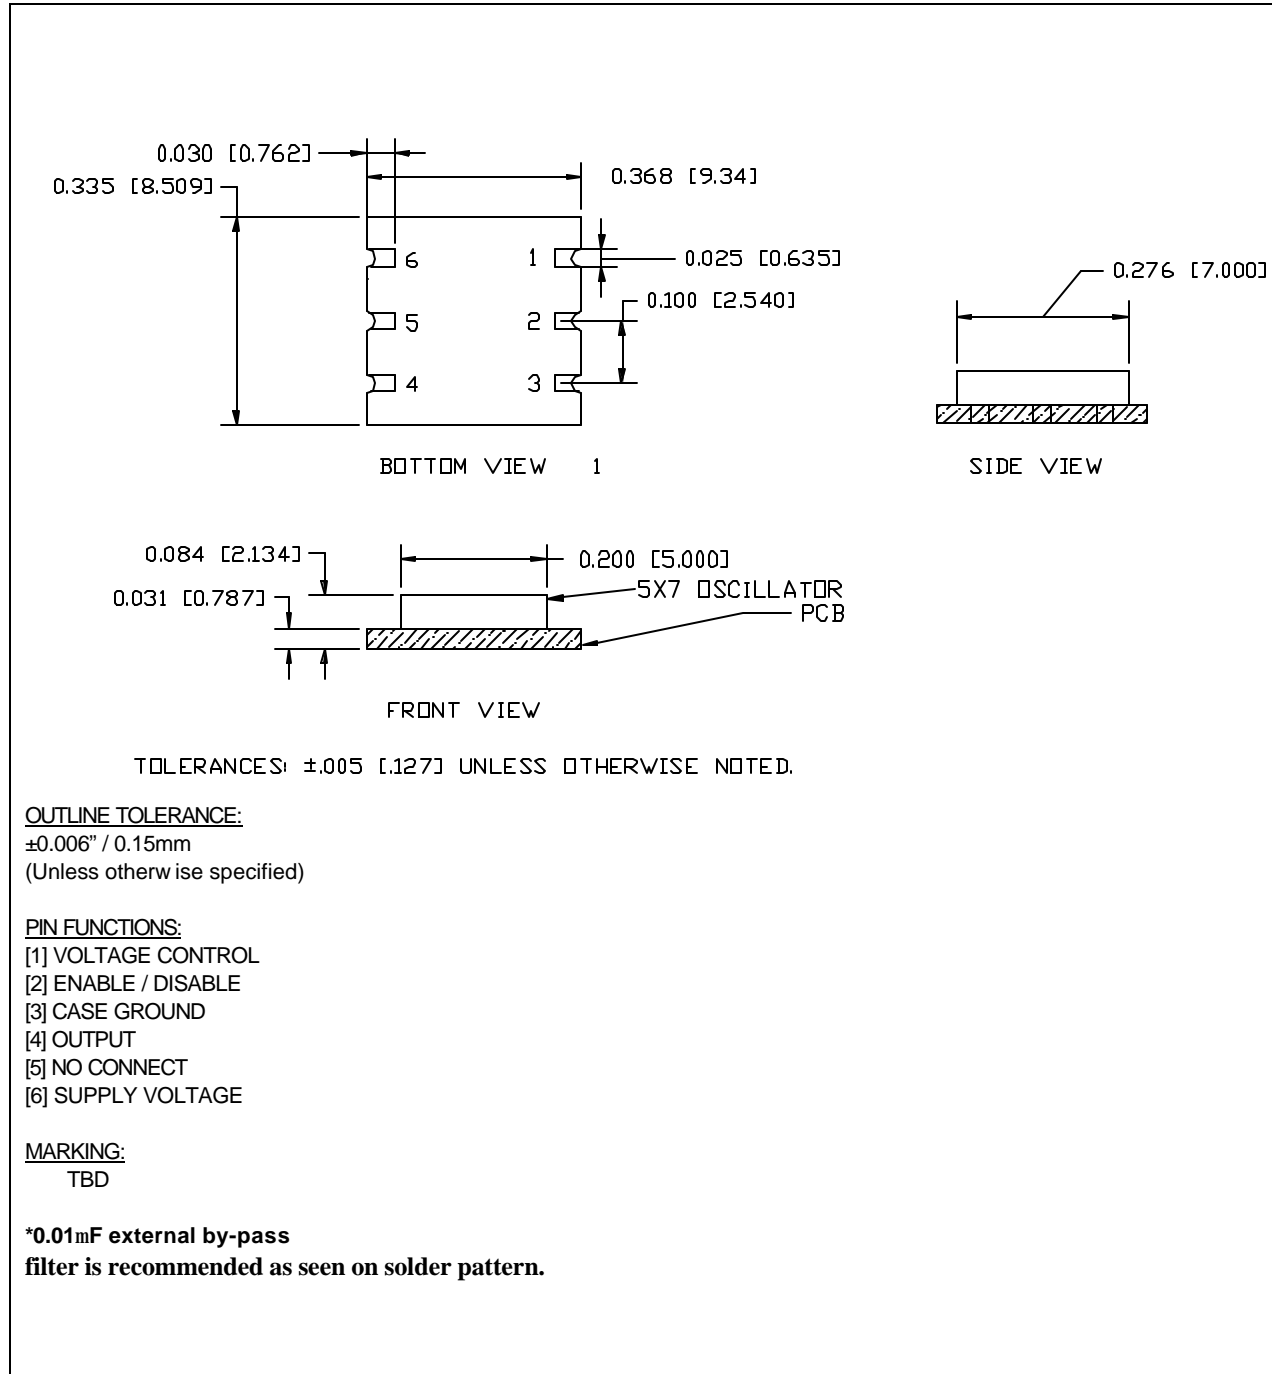 0.030 [0.762]
0.335 [8.509]
0.368 [9.34]
6
1
0.025 [0.635]
0.276 [7.000]
0.100 [2.540]
5
2
4
3
BOTTOM VIEW 1
SIDE VIEW
0.084 [2.134]
0.200 [5.000]
0.031 [0.787]
5X7 OSCILLATOR
PCB
FRONT VIEW
TOLERANCES: ±.005 [.127] UNLESS OTHERWISE NOTED.
OUTLINE TOLERANCE:
±0.006” / 0.15mm
(Unless otherw ise specified)
PIN FUNCTIONS:
[1] VOLTAGE CONTROL
[2] ENABLE / DISABLE
[3] CASE GROUND
[4] OUTPUT
[5] NO CONNECT
[6] SUPPLY VOLTAGE
MARKING:
TBD
*0.01mF external by-pass
filter is recommended as seen on solder pattern.